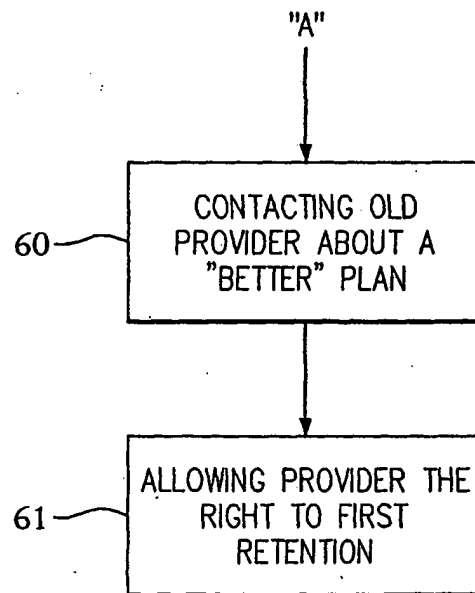 "A"
60
CONTACTING OLD
PROVIDER ABOUT A
"BETTER" PLAN
61
ALLOWING PROVIDER THE
RIGHT TO FIRST
RETENTION